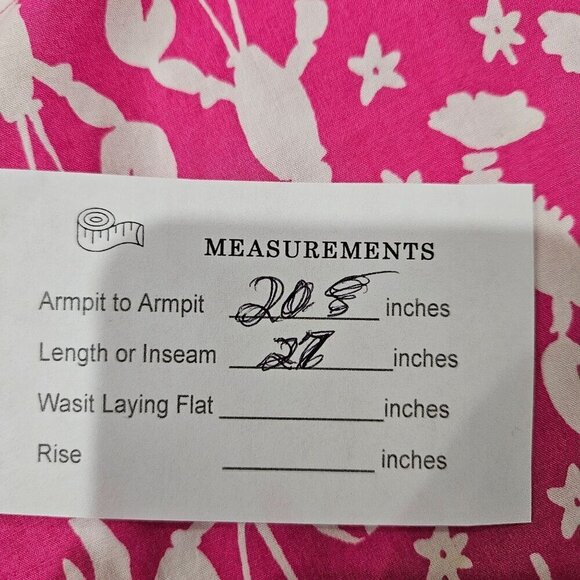 MEASUREMENTS
Armpit to Armpit 20 inches
Length or Inseam 27 inches
Wasit Laying Flat inches
Rise inches